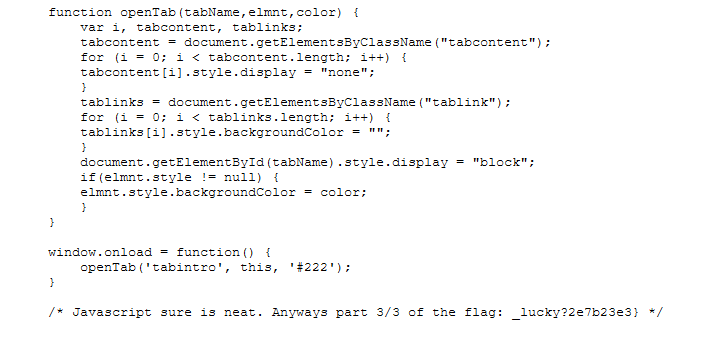 function openTab(tabName,elmnt,color) {
var i, tabcontent, tablinks;
tabcontent = document.getElementsByClassName("tabcontent");
for (i = 0; i < tabcontent.length; i++) {
tabcontent[i].style.display = "none";
}
tablinks = document.getElementsByClassName("tablink");
for (i = 0; i < tablinks.length; i++) {
tablinks[i].style.backgroundColor = "";
}
document.getElementById(tabName).style.display = "block";
if(elmnt.style != null) {
elmnt.style.backgroundColor = color;
}
}
window.onload = function() {
openTab('tabintro', this, '#222');
}
/* Javascript sure is neat. Anyways part 3/3 of the flag: _lucky?2e7b23e3} */